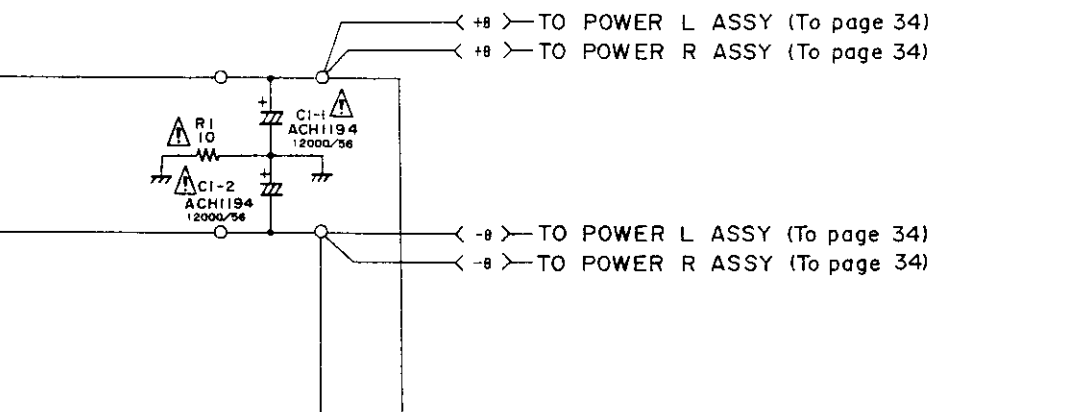 +B TO POWER L ASSY (To page 34)
+B TO POWER R ASSY (To page 34)
+
C1-1
ACH1194
12000/56
R1
10
+
C1-2
ACH1194
12000/56
-B TO POWER L ASSY (To page 34)
-B TO POWER R ASSY (To page 34)